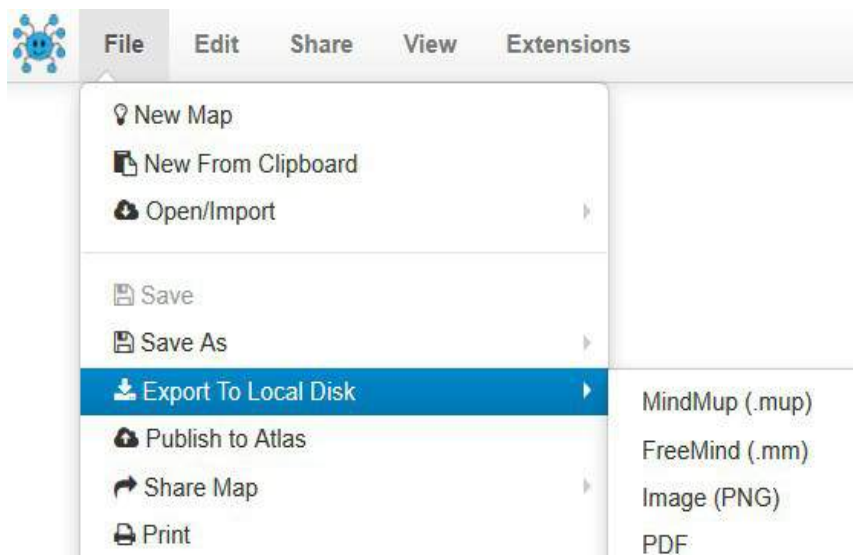 File Edit Share View Extensions
New Map
New From Clipboard
Open/Import
Save
Save As
Export To Local Disk
MindMup (.mup)
Publish to Atlas
FreeMind (.mm)
Share Map
Image (PNG)
Print
PDF